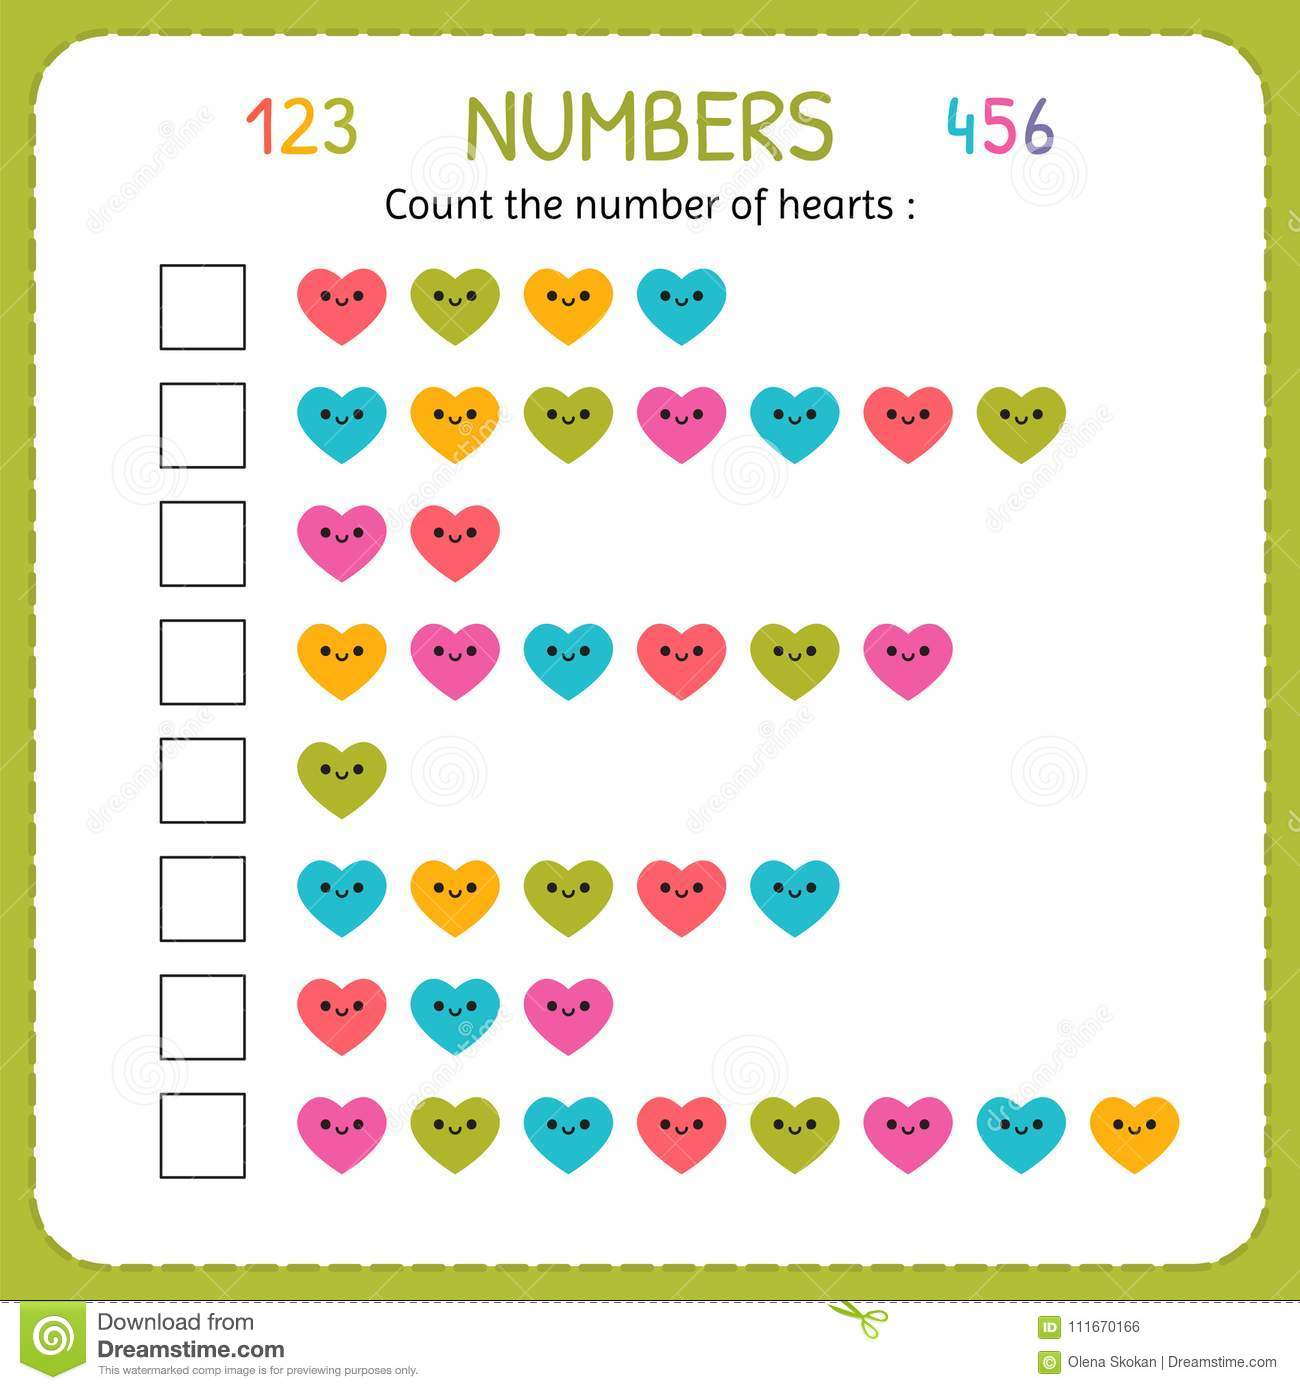 123 NUMBERS 456
Count the number of hearts :
Download from
Dreamstime.com
This watermarked comp image is for previewing purposes only.
ID 111670166
© Olena Skokan | Dreamstime.com